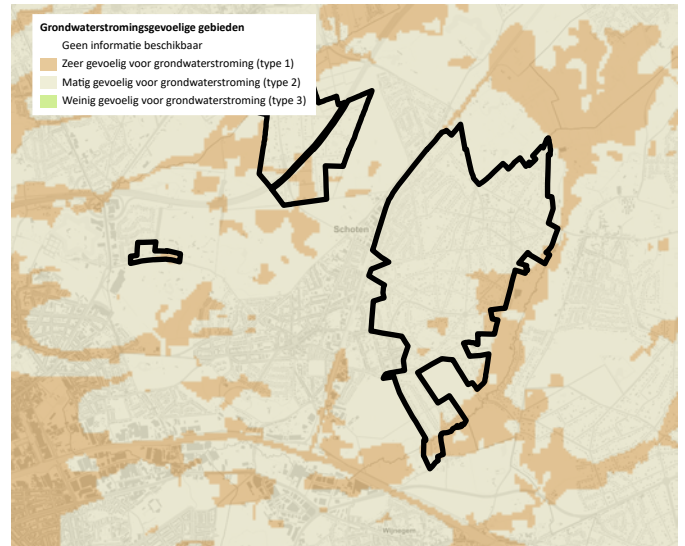 Grondwaterstromingsgevoelige gebieden
Geen informatie beschikbaar
Zeer gevoelig voor grondwaterstroming (type 1)
Matig gevoelig voor grondwaterstroming (type 2)
Weinig gevoelig voor grondwaterstroming (type 3)
Schoten
Wijnegem